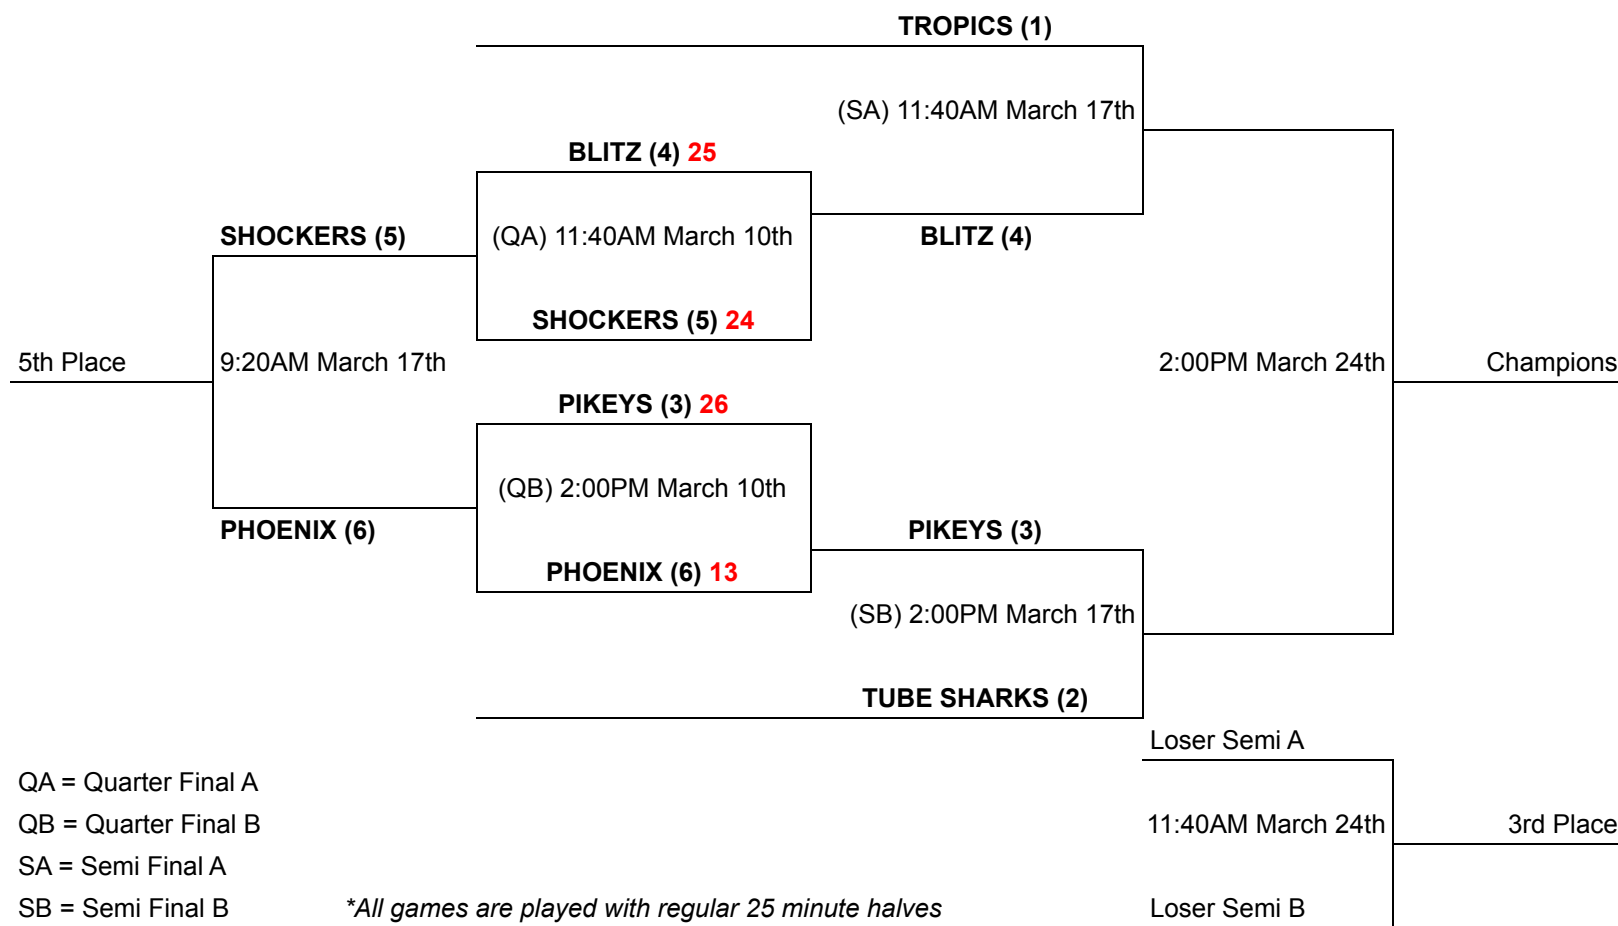 TROPICS (1)
(SA) 11:40AM March 17th
BLITZ (4) 25
SHOCKERS (5)
(QA) 11:40AM March 10th
BLITZ (4)
SHOCKERS (5) 24
5th Place
9:20AM March 17th
2:00PM March 24th
Champions
PIKEYS (3) 26
(QB) 2:00PM March 10th
PHOENIX (6)
PIKEYS (3)
PHOENIX (6) 13
(SB) 2:00PM March 17th
TUBE SHARKS (2)
Loser Semi A
QA = Quarter Final A
QB = Quarter Final B
11:40AM March 24th
3rd Place
SA = Semi Final A
SB = Semi Final B
*All games are played with regular 25 minute halves
Loser Semi B